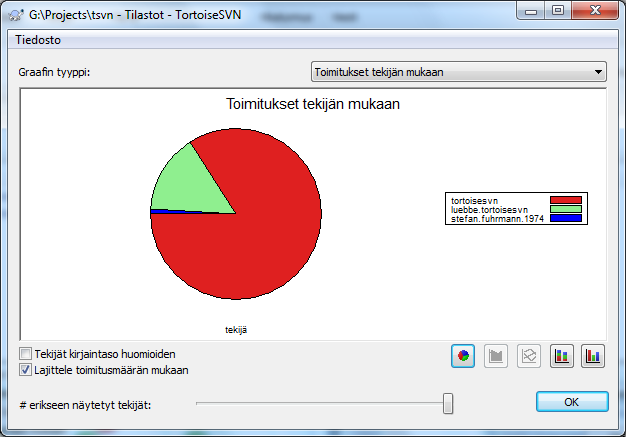 G:\Projects\tsvn - Tilastot - TortoiseSVN
Tiedosto
Graafin tyyppi:
Toimitukset tekijän mukaan
Toimitukset tekijän mukaan
tortoisesvn
luebbe.tortoisesvn
stefan.fuhrmann.1974
tekijä
Tekijät kirjaintaso huomioiden
Lajittele toimitusmäärän mukaan
# erikseen näytetyt tekijät:
OK